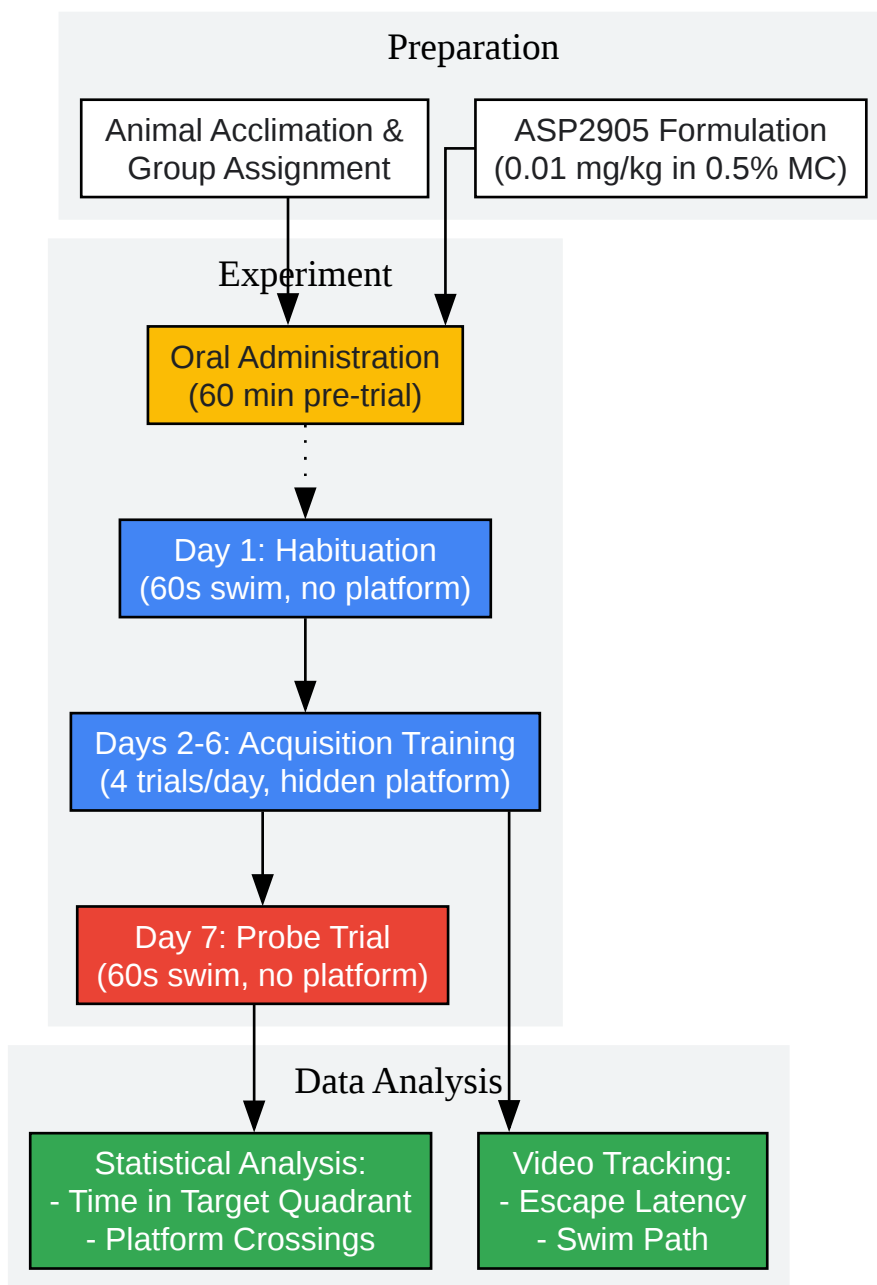 Preparation
Animal Acclimation &
Group Assignment
ASP2905 Formulation
(0.01 mg/kg in 0.5% MC)
Experiment
Oral Administration
(60 min pre-trial)
Day 1: Habituation
(60s swim, no platform)
Days 2-6: Acquisition Training
(4 trials/day, hidden platform)
Day 7: Probe Trial
(60s swim, no platform)
Data Analysis
Statistical Analysis:
- Time in Target Quadrant
- Platform Crossings
Video Tracking:
- Escape Latency
- Swim Path